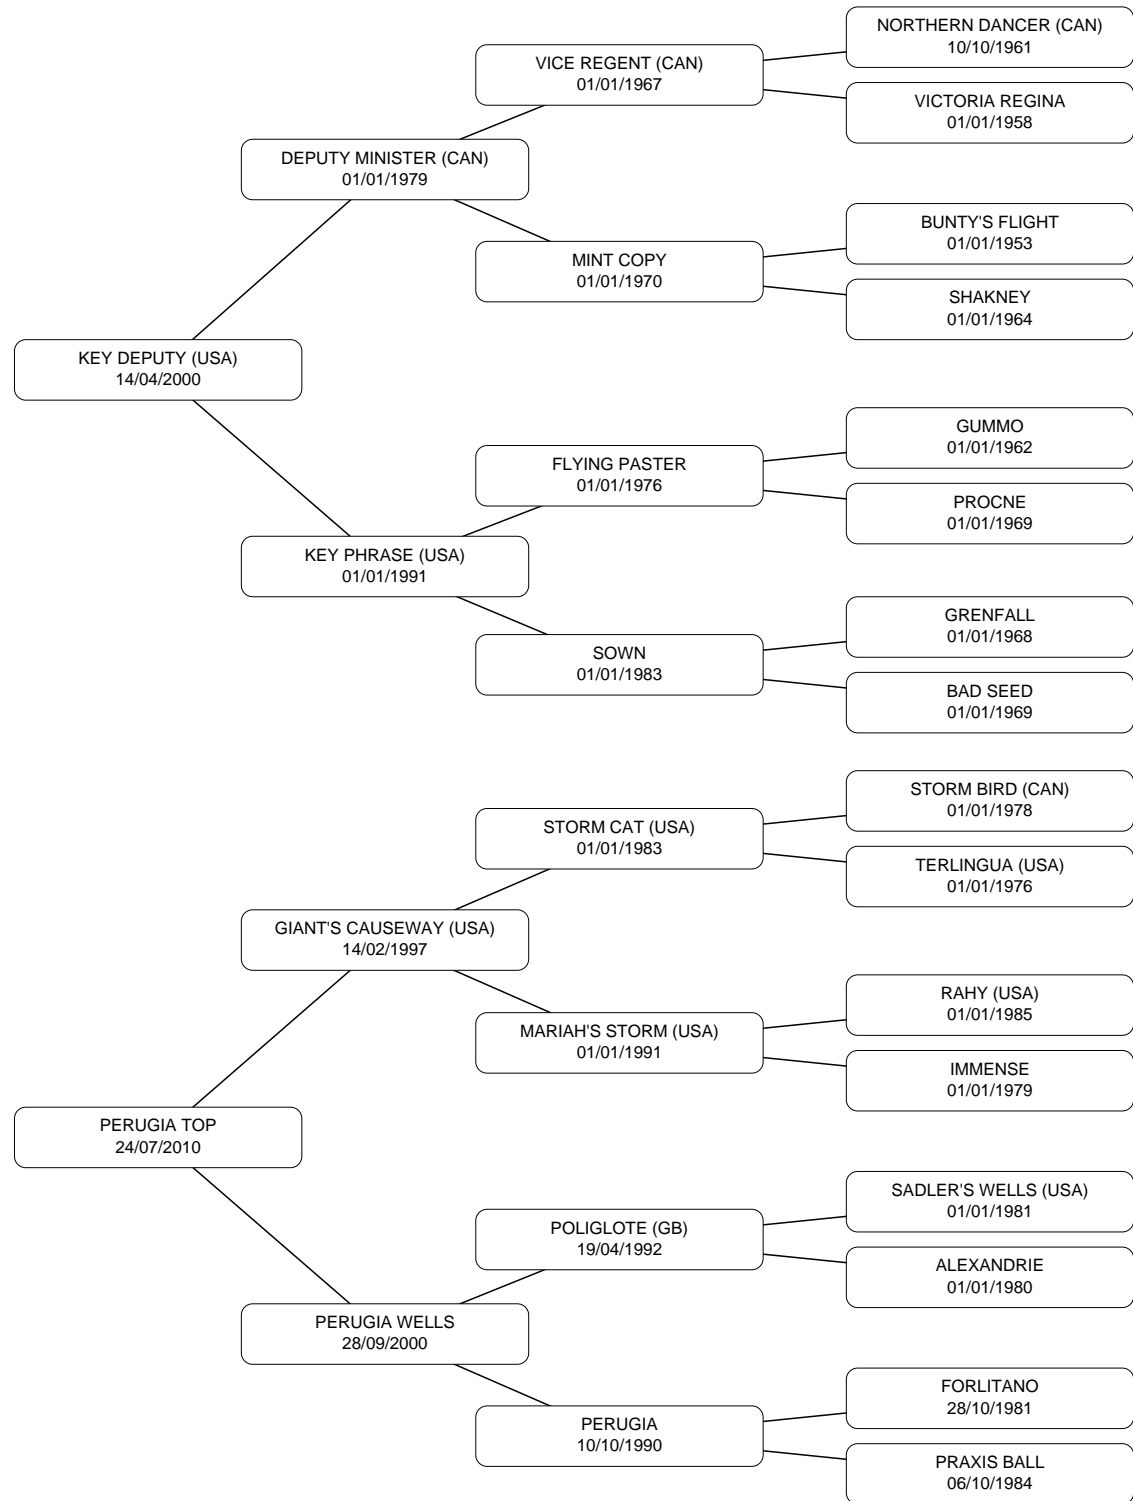 NORTHERN DANCER (CAN)
10/10/1961
VICE REGENT (CAN)
01/01/1967
VICTORIA REGINA
01/01/1958
DEPUTY MINISTER (CAN)
01/01/1979
BUNTY'S FLIGHT
01/01/1953
MINT COPY
01/01/1970
SHAKNEY
01/01/1964
KEY DEPUTY (USA)
14/04/2000
GUMMO
01/01/1962
FLYING PASTER
01/01/1976
PROCNE
01/01/1969
KEY PHRASE (USA)
01/01/1991
GRENFALL
01/01/1968
SOWN
01/01/1983
BAD SEED
01/01/1969
STORM BIRD (CAN)
01/01/1978
STORM CAT (USA)
01/01/1983
TERLINGUA (USA)
01/01/1976
GIANT'S CAUSEWAY (USA)
14/02/1997
RAHY (USA)
01/01/1985
MARIAH'S STORM (USA)
01/01/1991
IMMENSE
01/01/1979
PERUGIA TOP
24/07/2010
SADLER'S WELLS (USA)
01/01/1981
POLIGLOTE (GB)
19/04/1992
ALEXANDRIE
01/01/1980
PERUGIA WELLS
28/09/2000
FORLITANO
28/10/1981
PERUGIA
10/10/1990
PRAXIS BALL
06/10/1984